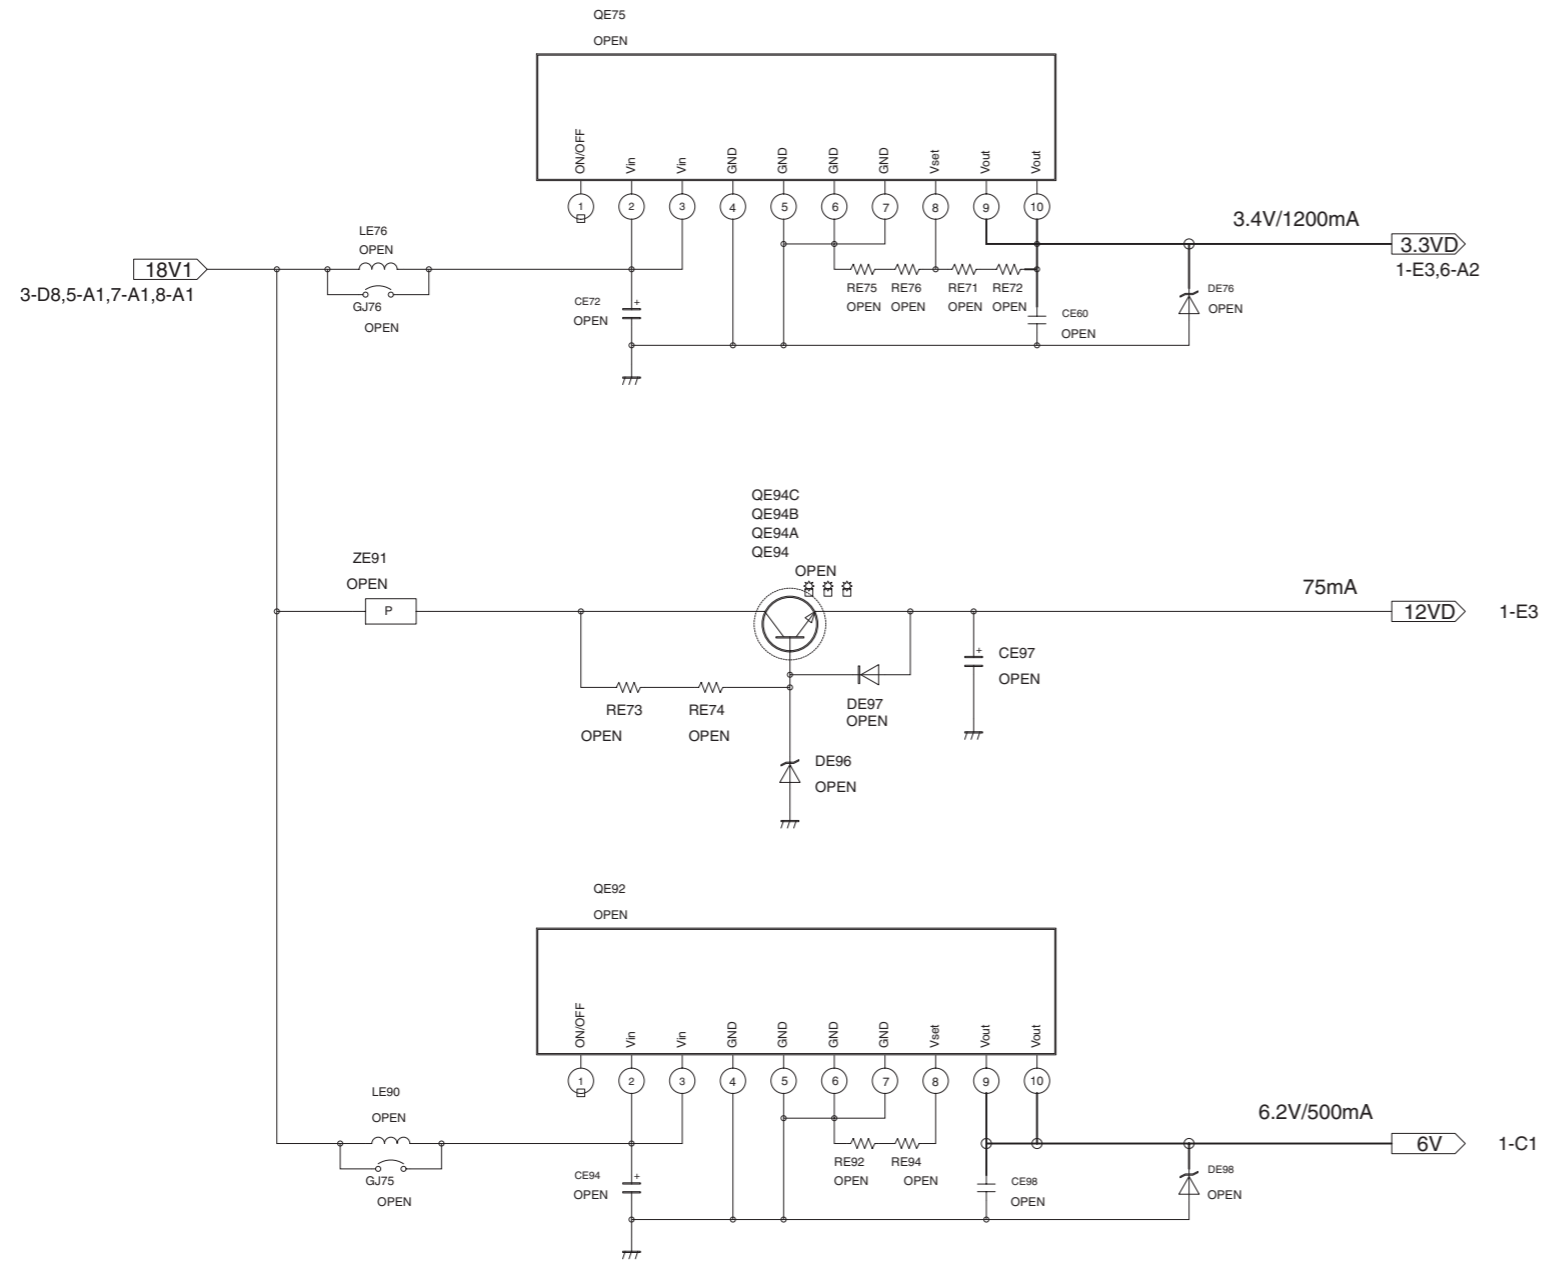 QE75
OPEN
ON/OFF
Vin
Vin
GND
GND
GND
GND
Vset
Vout
Vout
1
2
3
4
5
6
7
8
9
10
3.4V/1200mA
LE76
OPEN
18V1
3-D8,5-A1,7-A1,8-A1
GJ76
OPEN
CE72
OPEN
+
RE75
OPEN
RE76
OPEN
RE71
OPEN
RE72
OPEN
CE60
OPEN
DE76
OPEN
3.3VD
1-E3,6-A2
QE94C
QE94B
QE94A
QE94
OPEN
ZE91
OPEN
P
75mA
12VD
1-E3
RE73
OPEN
RE74
OPEN
DE97
OPEN
+
CE97
OPEN
DE96
OPEN
QE92
OPEN
ON/OFF
Vin
Vin
GND
GND
GND
GND
Vset
Vout
Vout
1
2
3
4
5
6
7
8
9
10
6.2V/500mA
LE90
OPEN
GJ75
OPEN
CE94
OPEN
+
RE92
OPEN
RE94
OPEN
CE98
OPEN
DE98
OPEN
6V
1-C1